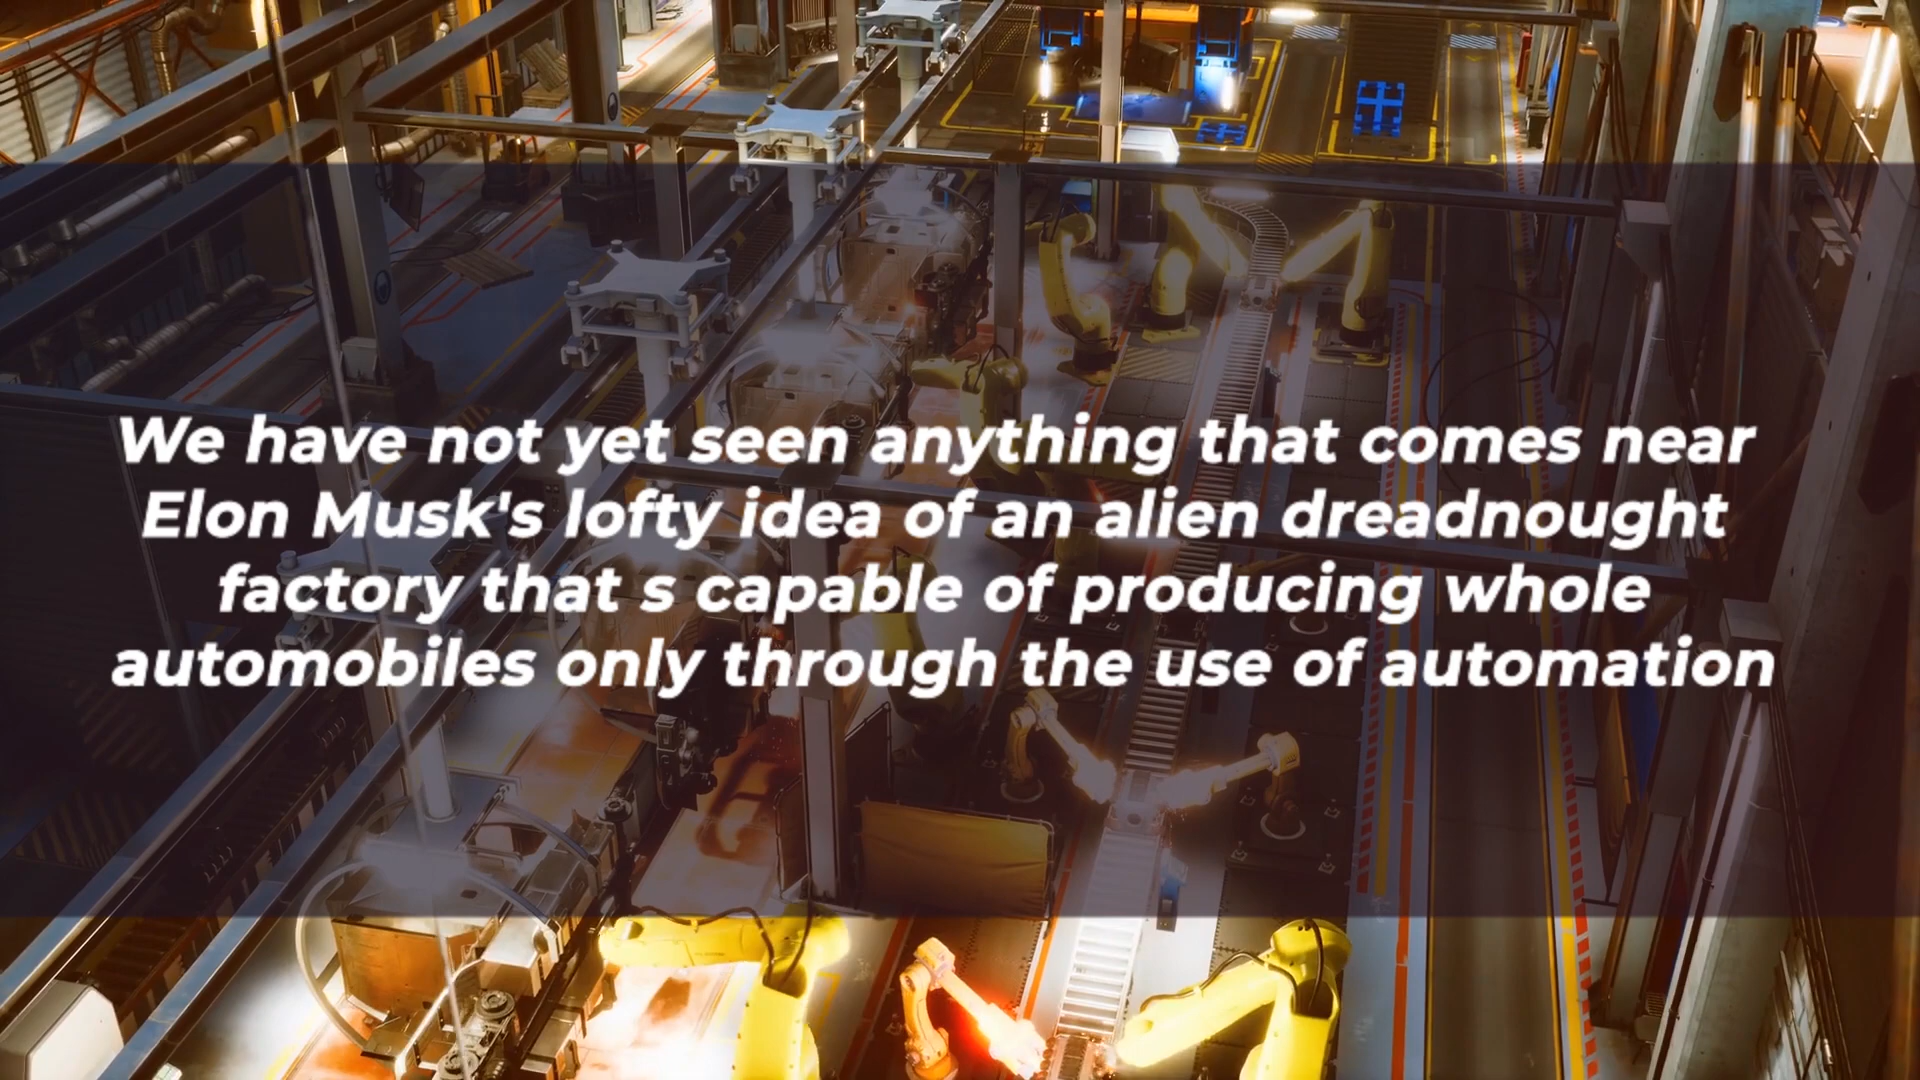 We have not yet seen anything that comes near
Elon Musk's lofty idea of an alien dreadnought
factory that s capable of producing whole
automobiles only through the use of automation